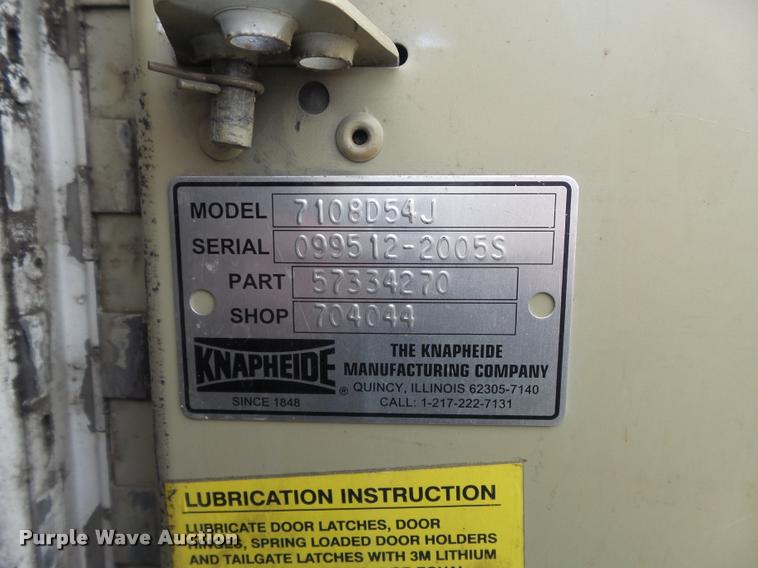 MODEL 7108D54J
SERIAL 099512-2005S
PART 57334270
SHOP 704044
KNAPHEIDE ®
SINCE 1848
THE KNAPHEIDE
MANUFACTURING COMPANY
QUINCY, ILLINOIS 62305-7140
CALL: 1-217-222-7131
LUBRICATION INSTRUCTION
LUBRICATE DOOR LATCHES, DOOR
HINGES, SPRING LOADED DOOR HOLDERS
AND TAILGATE LATCHES WITH 3M LITHIUM
Purple Wave Auction